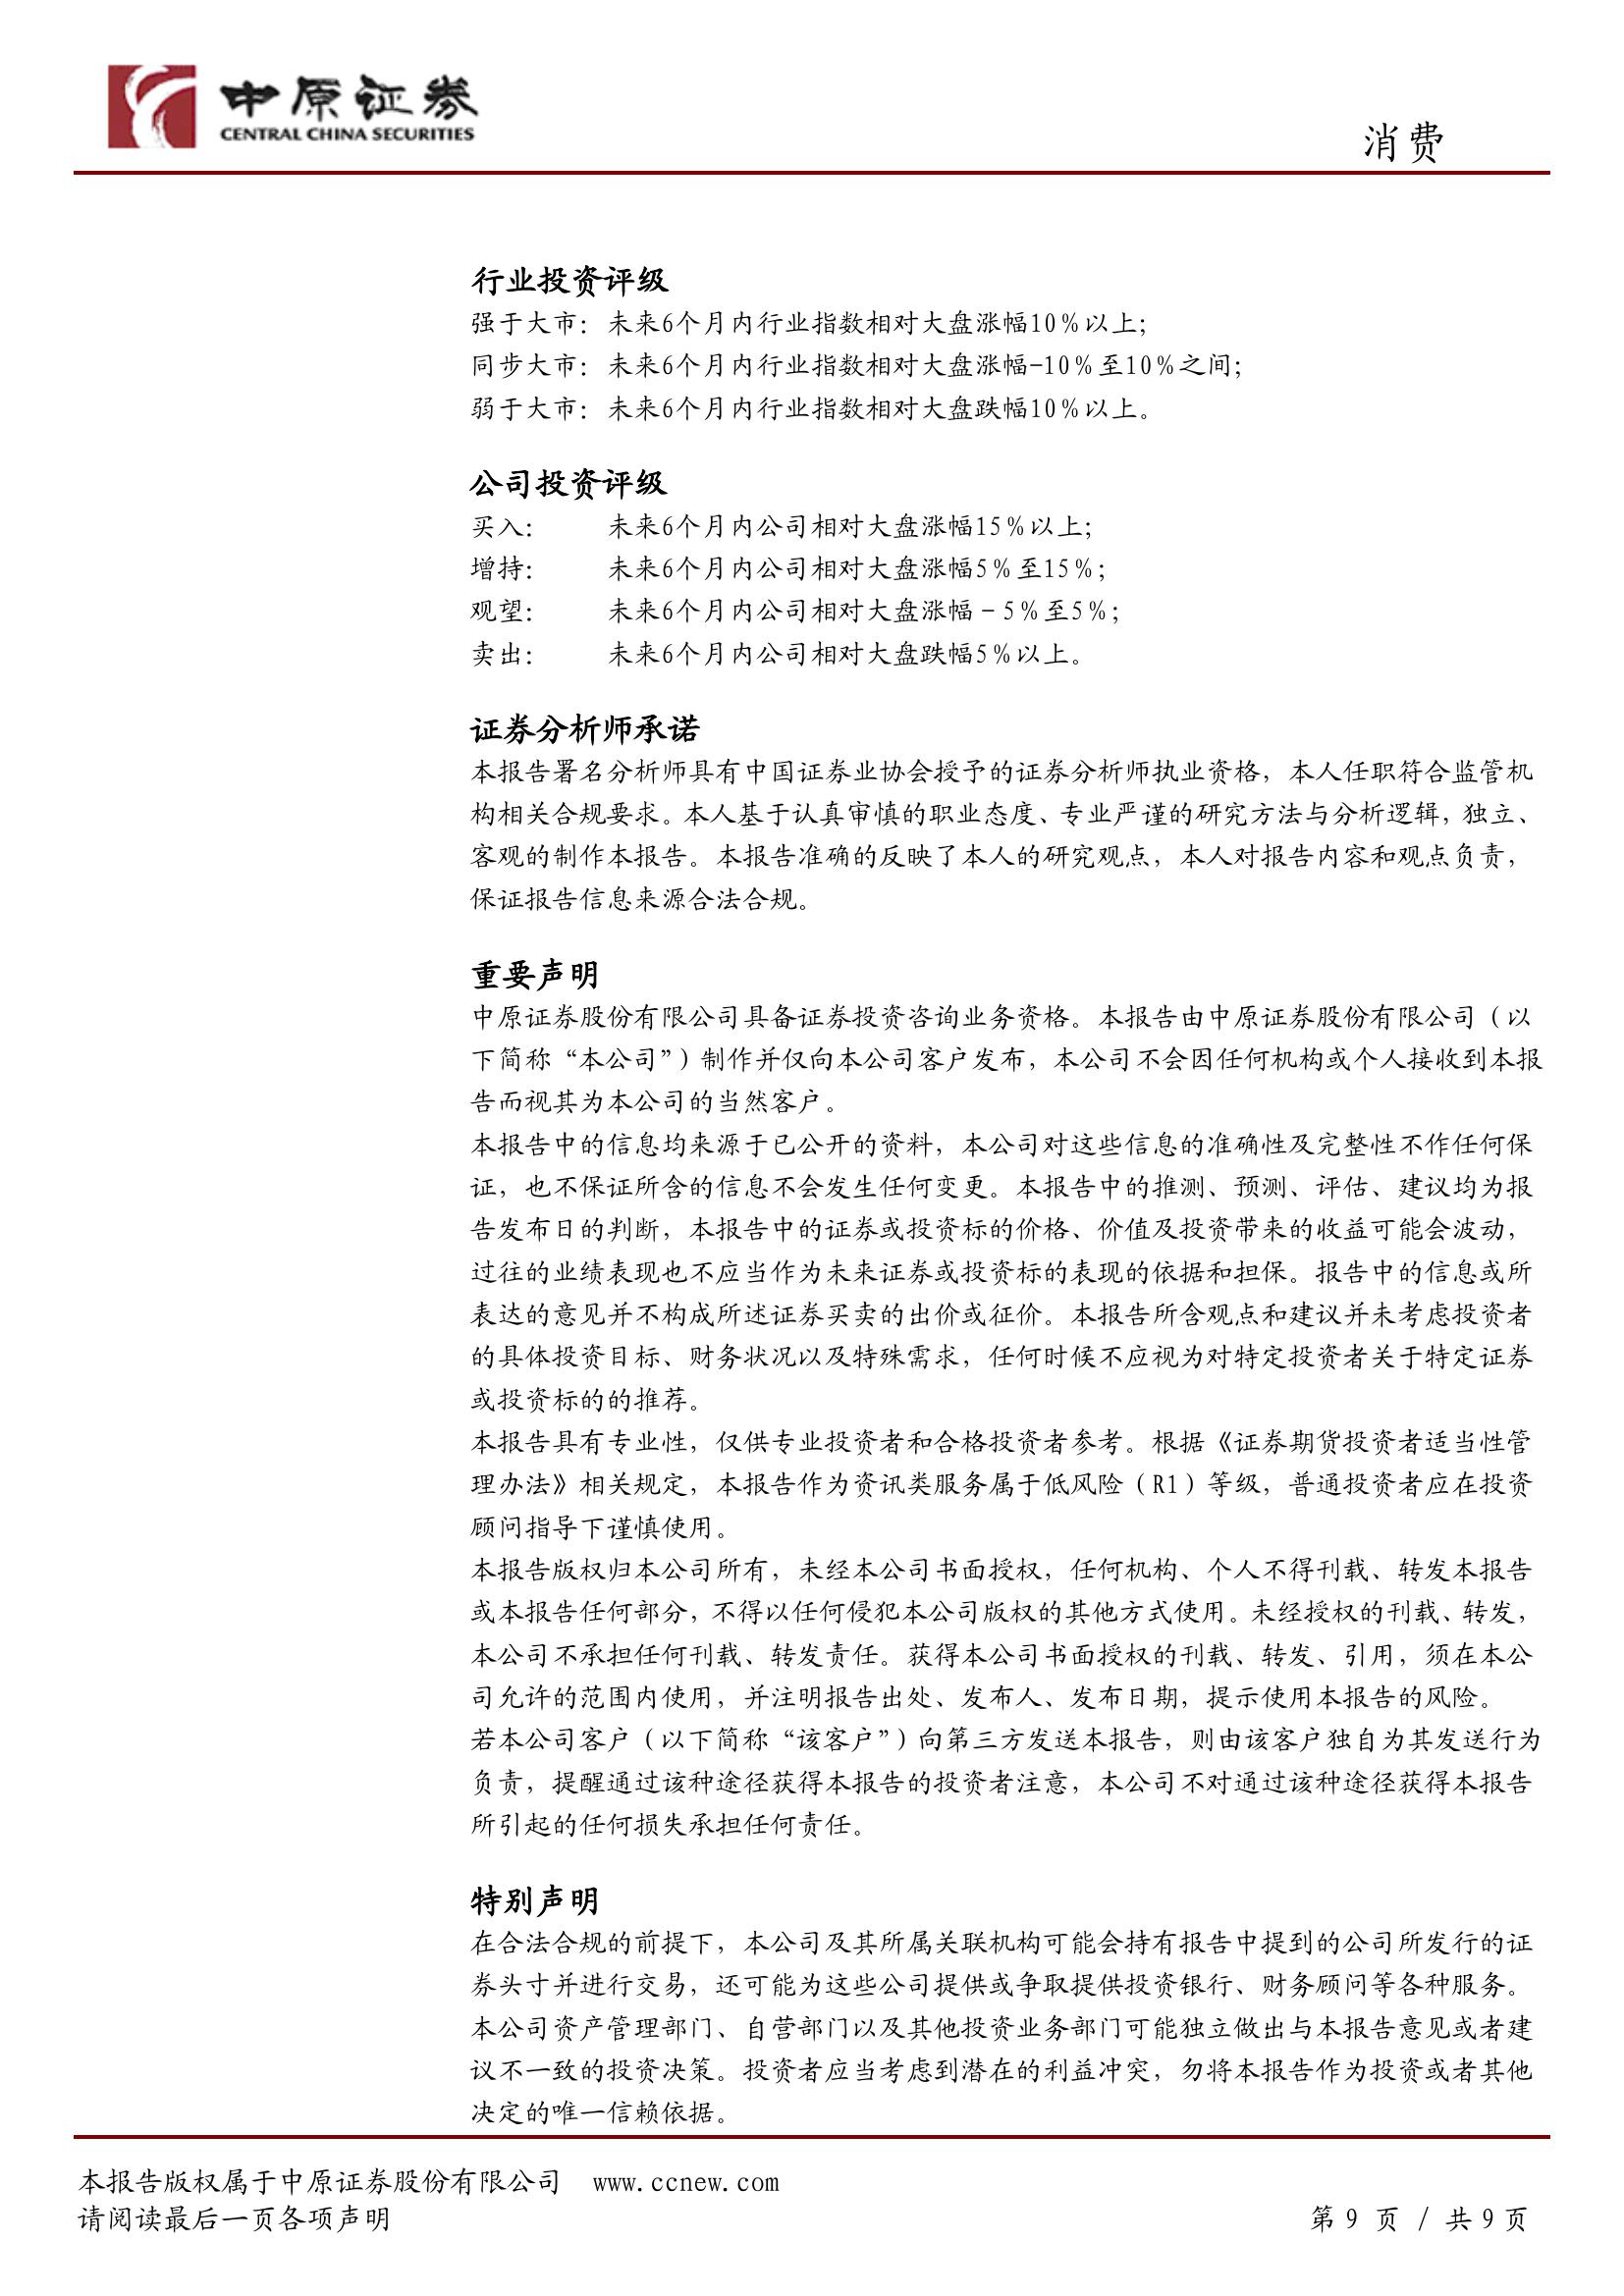 中原证券
CENTRAL CHINA SECURITIES
消费
行业投资评级
强于大市：未来6个月内行业指数相对大盘涨幅10％以上；
同步大市：未来6个月内行业指数相对大盘涨幅-10％至10％之间；
弱于大市：未来6个月内行业指数相对大盘跌幅10％以上。
公司投资评级
买入： 未来6个月内公司相对大盘涨幅15％以上；
增持： 未来6个月内公司相对大盘涨幅5％至15％；
观望： 未来6个月内公司相对大盘涨幅－5％至5％；
卖出： 未来6个月内公司相对大盘跌幅5％以上。
证券分析师承诺
本报告署名分析师具有中国证券业协会授予的证券分析师执业资格，本人任职符合监管机
构相关合规要求。本人基于认真审慎的职业态度、专业严谨的研究方法与分析逻辑，独立、
客观的制作本报告。本报告准确的反映了本人的研究观点，本人对报告内容和观点负责，
保证报告信息来源合法合规。
重要声明
中原证券股份有限公司具备证券投资咨询业务资格。本报告由中原证券股份有限公司（以
下简称“本公司”）制作并仅向本公司客户发布，本公司不会因任何机构或个人接收到本报
告而视其为本公司的当然客户。
本报告中的信息均来源于已公开的资料，本公司对这些信息的准确性及完整性不作任何保
证，也不保证所含的信息不会发生任何变更。本报告中的推测、预测、评估、建议均为报
告发布日的判断，本报告中的证券或投资标的价格、价值及投资带来的收益可能会波动，
过往的业绩表现也不应当作为未来证券或投资标的表现的依据和担保。报告中的信息或所
表达的意见并不构成所述证券买卖的出价或征价。本报告所含观点和建议并未考虑投资者
的具体投资目标、财务状况以及特殊需求，任何时候不应视为对特定投资者关于特定证券
或投资标的的推荐。
本报告具有专业性，仅供专业投资者和合格投资者参考。根据《证券期货投资者适当性管
理办法》相关规定，本报告作为资讯类服务属于低风险（R1）等级，普通投资者应在投资
顾问指导下谨慎使用。
本报告版权归本公司所有，未经本公司书面授权，任何机构、个人不得刊载、转发本报告
或本报告任何部分，不得以任何侵犯本公司版权的其他方式使用。未经授权的刊载、转发，
本公司不承担任何刊载、转发责任。获得本公司书面授权的刊载、转发、引用，须在本公
司允许的范围内使用，并注明报告出处、发布人、发布日期，提示使用本报告的风险。
若本公司客户（以下简称“该客户”）向第三方发送本报告，则由该客户独自为其发送行为
负责，提醒通过该种途径获得本报告的投资者注意，本公司不对通过该种途径获得本报告
所引起的任何损失承担任何责任。
特别声明
在合法合规的前提下，本公司及其所属关联机构可能会持有报告中提到的公司所发行的证
券头寸并进行交易，还可能为这些公司提供或争取提供投资银行、财务顾问等各种服务。
本公司资产管理部门、自营部门以及其他投资业务部门可能独立做出与本报告意见或者建
议不一致的投资决策。投资者应当考虑到潜在的利益冲突，勿将本报告作为投资或者其他
决定的唯一信赖依据。
本报告版权属于中原证券股份有限公司 www.ccnew.com
请阅读最后一页各项声明 第 9 页 / 共 9 页